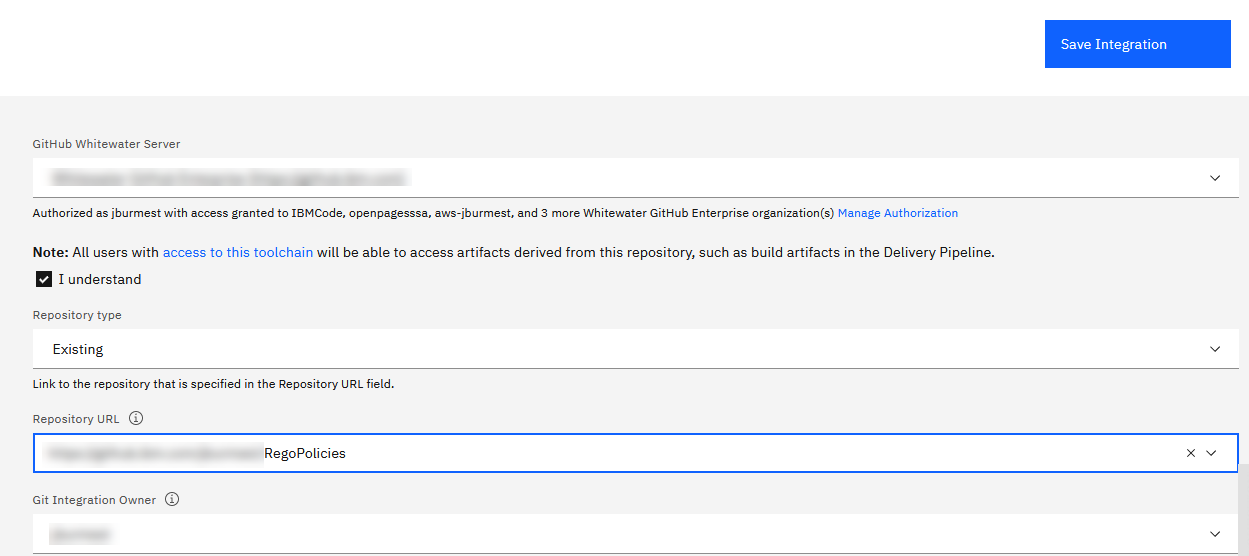 Save Integration
GitHub Whitewater Server
Authorized as jburmest with access granted to IBMCode, openpagesssa, aws-jburmest, and 3 more Whitewater GitHub Enterprise organization(s) Manage Authorization
Note: All users with access to this toolchain will be able to access artifacts derived from this repository, such as build artifacts in the Delivery Pipeline.
I understand
Repository type
Existing
Link to the repository that is specified in the Repository URL field.
Repository URL
RegoPolicies
Git Integration Owner